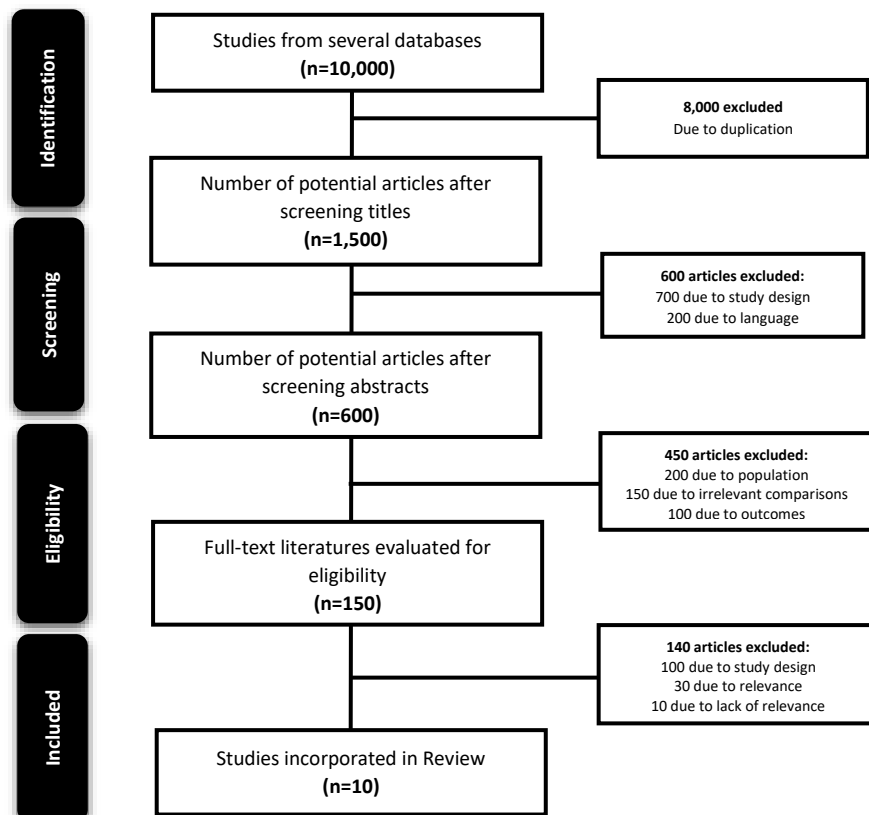 Identification
Studies from several databases
(n=10,000)
8,000 excluded
Due to duplication
Number of potential articles after
screening titles
(n=1,500)
Screening
600 articles excluded:
700 due to study design
200 due to language
Number of potential articles after
screening abstracts
(n=600)
Eligibility
450 articles excluded:
200 due to population
150 due to irrelevant comparisons
100 due to outcomes
Full-text literatures evaluated for
eligibility
(n=150)
Included
140 articles excluded:
100 due to study design
30 due to relevance
10 due to lack of relevance
Studies incorporated in Review
(n=10)